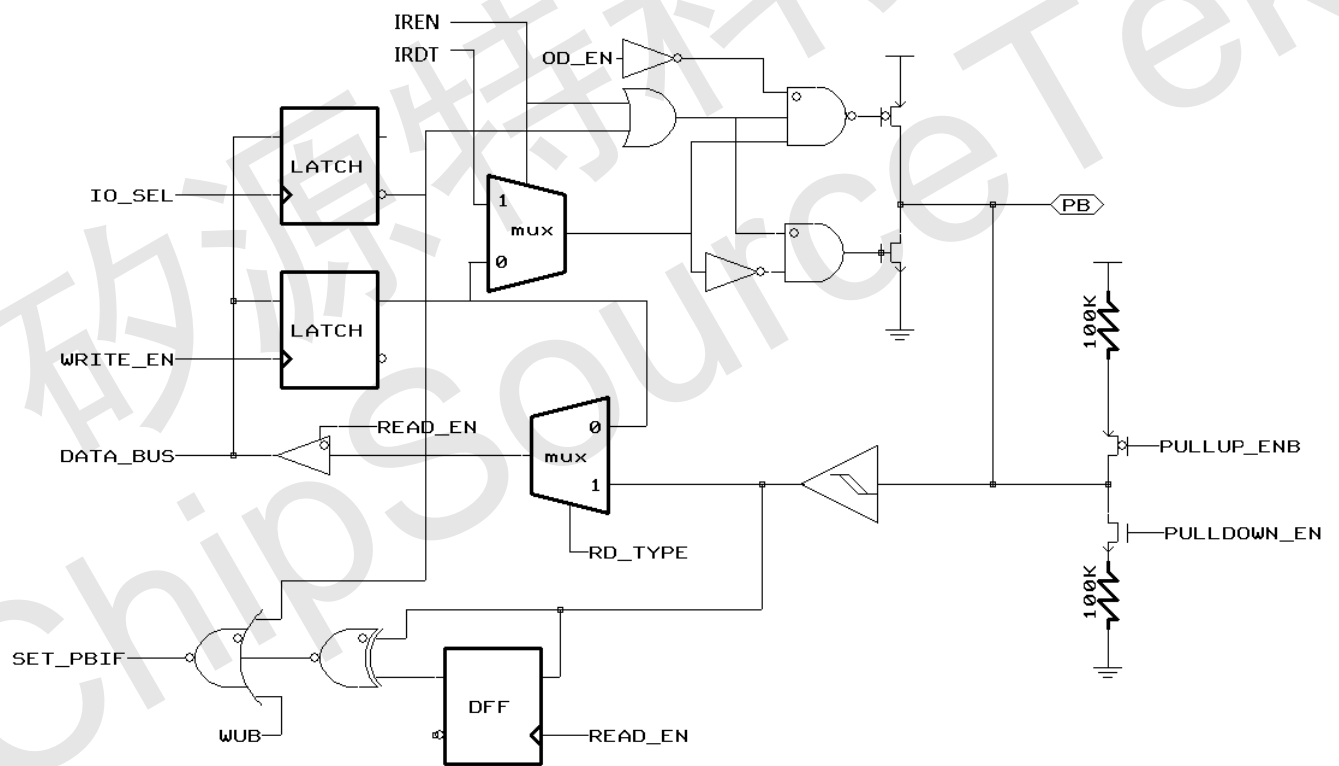 IREN
IRDT
OD_EN
LATCH
IO_SEL
1
mux
0
PB
LATCH
WRITE_EN
100K
READ_EN
0
DATA_BUS
mux
1
PULLUP_ENB
RD_TYPE
PULLDOWN_EN
100K
SET_PBIF
DFF
WUB
READ_EN
矽源特科
ChipSourceTek